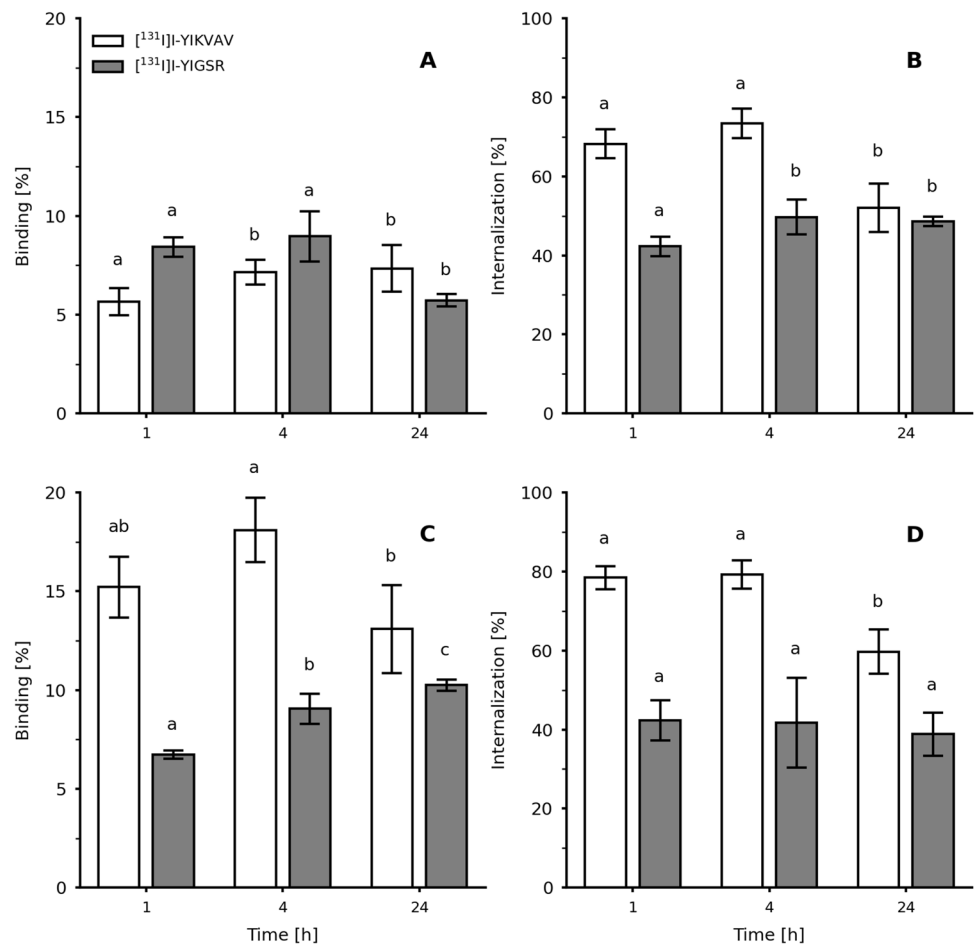 20
15
10
5
0
Binding [%]
[¹³¹I]I-YIKVAV
[¹³¹I]I-YIGSR
A
a
a
b
a
b
b
1
4
24
100
80
60
40
20
0
Internalization [%]
B
a
a
a
b
b
b
1
4
24
20
15
10
5
0
Binding [%]
C
ab
a
a
b
b
c
1
4
24
Time [h]
100
80
60
40
20
0
Internalization [%]
D
a
a
a
a
b
a
1
4
24
Time [h]